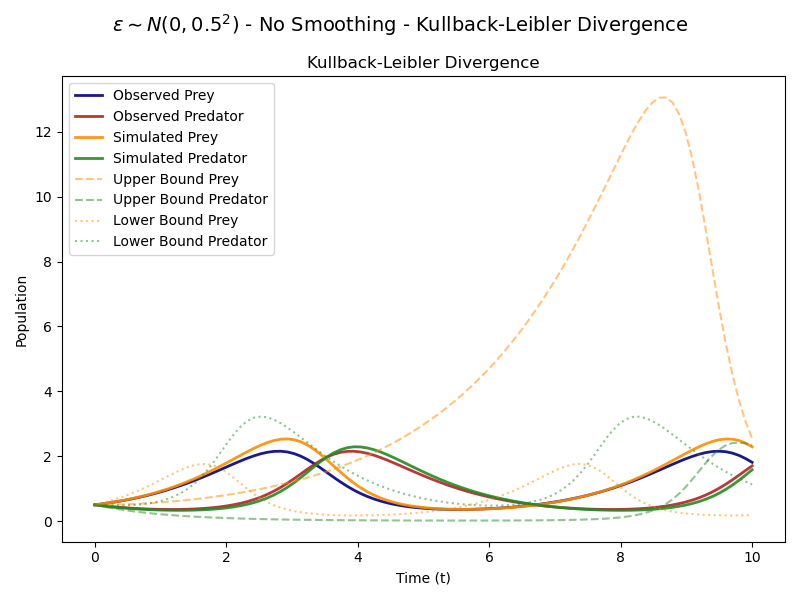 ε ∼ N(0, 0.5²) - No Smoothing - Kullback-Leibler Divergence
Kullback-Leibler Divergence
Observed Prey
Observed Predator
Simulated Prey
Simulated Predator
Upper Bound Prey
Upper Bound Predator
Lower Bound Prey
Lower Bound Predator
Population
12
10
8
6
4
2
0
0 2 4 6 8 10
Time (t)